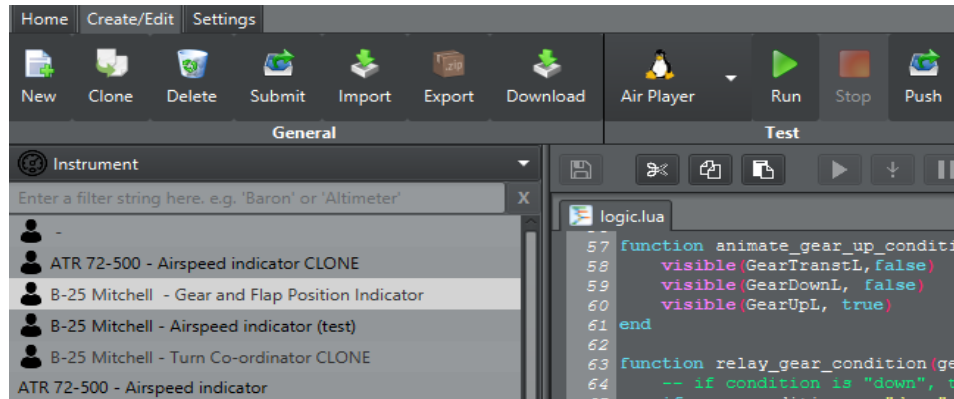 Home Create/Edit Settings
New Clone Delete Submit Import Export Download Air Player Run Stop Push
General Test
Instrument
Enter a filter string here. e.g. 'Baron' or 'Altimeter' X
-
ATR 72-500 - Airspeed indicator CLONE
B-25 Mitchell - Gear and Flap Position Indicator
B-25 Mitchell - Airspeed indicator (test)
B-25 Mitchell - Turn Co-ordinator CLONE
ATR 72-500 - Airspeed indicator
logic.lua
57 function animate_gear_up_conditi
58 visible(GearTranstL,false)
59 visible(GearDownL, false)
60 visible(GearUpL, true)
61 end
62
63 function relay_gear_condition(ge
64 -- if condition is "down", t